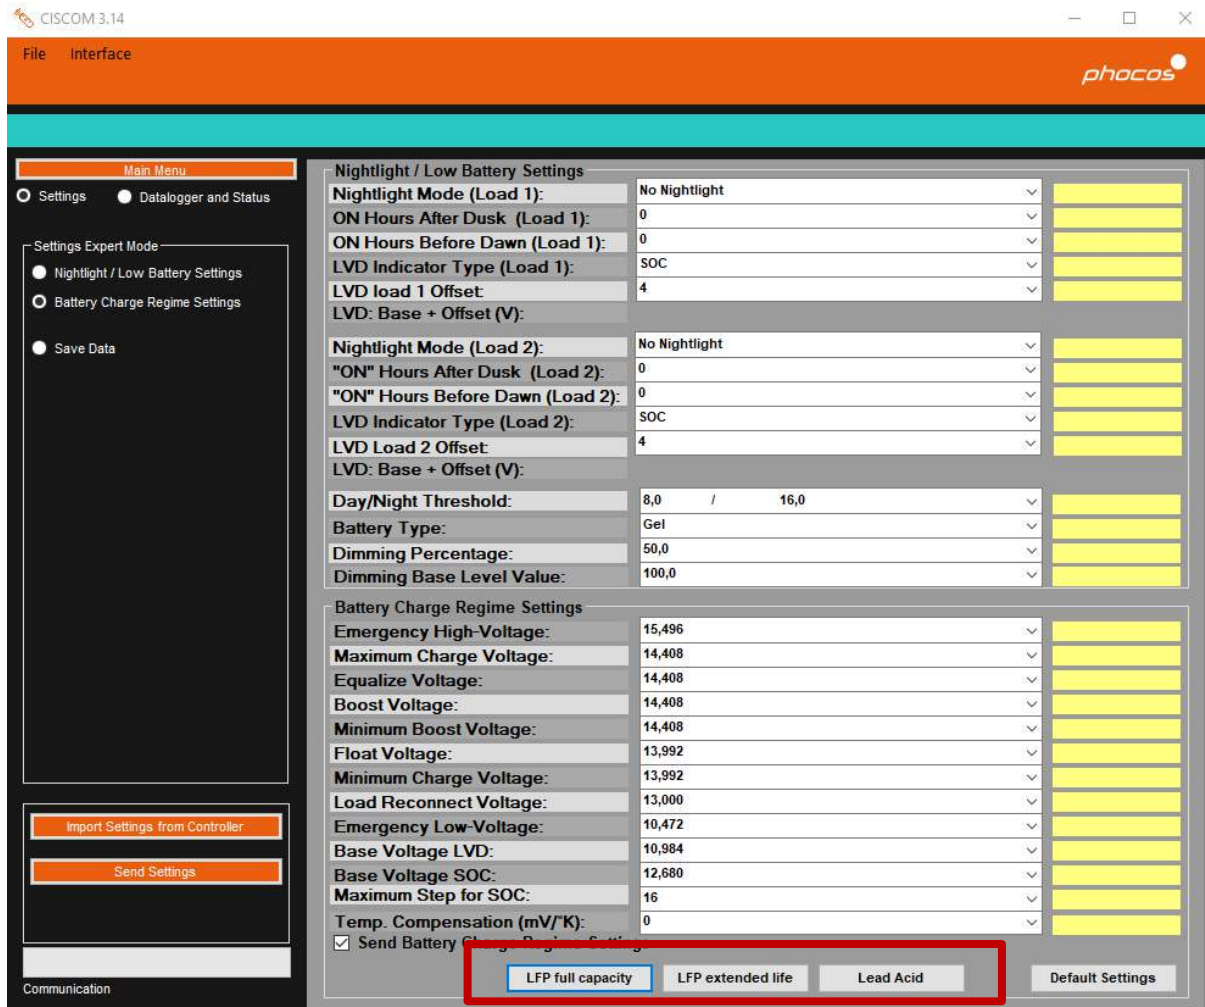 CISCOM 3.14
File Interface
phocos
Main Menu
Settings Datalogger and Status
Settings Expert Mode
Nightlight / Low Battery Settings
Battery Charge Regime Settings
Save Data
Import Settings from Controller
Send Settings
Communication
Nightlight / Low Battery Settings
Nightlight Mode (Load 1): No Nightlight
ON Hours After Dusk (Load 1): 0
ON Hours Before Dawn (Load 1): 0
LVD Indicator Type (Load 1): SOC
LVD load 1 Offset: 4
LVD: Base + Offset (V):
Nightlight Mode (Load 2): No Nightlight
"ON" Hours After Dusk (Load 2): 0
"ON" Hours Before Dawn (Load 2): 0
LVD Indicator Type (Load 2): SOC
LVD Load 2 Offset: 4
LVD: Base + Offset (V):
Day/Night Threshold: 8,0 / 16,0
Battery Type: Gel
Dimming Percentage: 50,0
Dimming Base Level Value: 100,0
Battery Charge Regime Settings
Emergency High-Voltage: 15,496
Maximum Charge Voltage: 14,408
Equalize Voltage: 14,408
Boost Voltage: 14,408
Minimum Boost Voltage: 14,408
Float Voltage: 13,992
Minimum Charge Voltage: 13,992
Load Reconnect Voltage: 13,000
Emergency Low-Voltage: 10,472
Base Voltage LVD: 10,984
Base Voltage SOC: 12,680
Maximum Step for SOC: 16
Temp. Compensation (mV/°K): 0
Send Battery Charge Regime Settings
LFP full capacity LFP extended life Lead Acid Default Settings